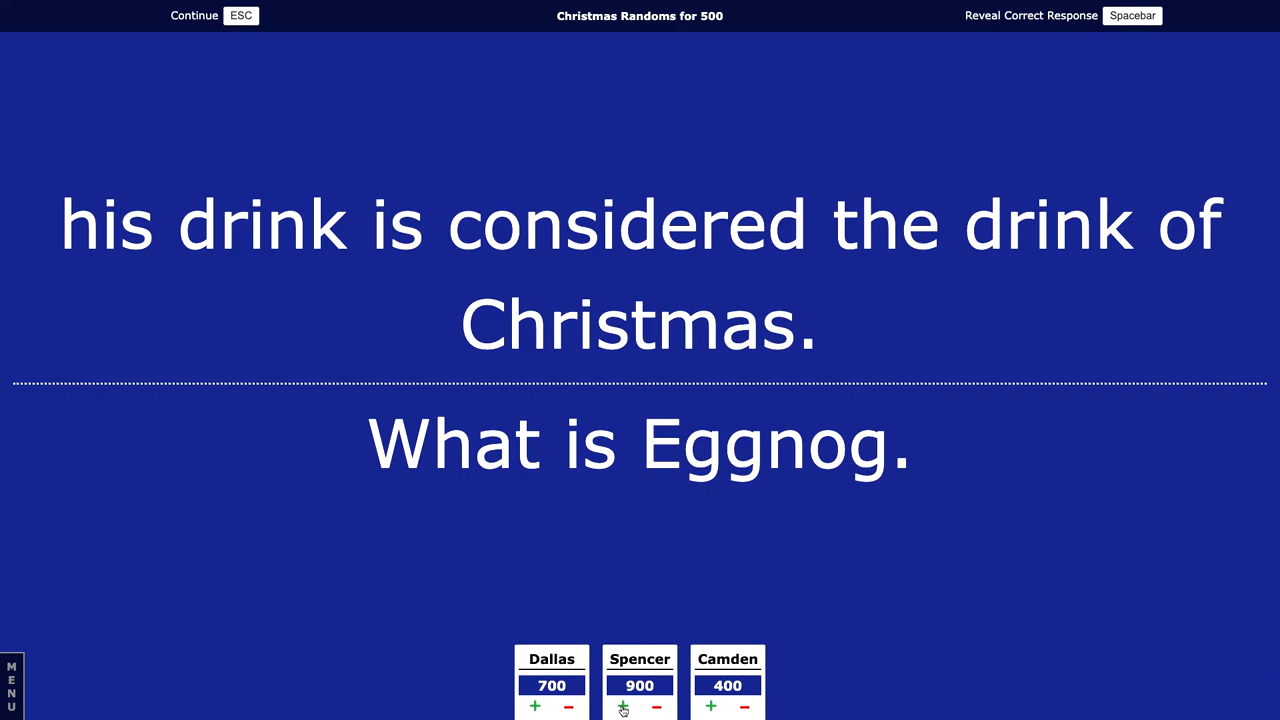 Continue ESC Christmas Randoms for 500 Reveal Correct Response Spacebar
his drink is considered the drink of
Christmas.
What is Eggnog.
MENU
Dallas Spencer Camden
700 900 400
+ − + − + −